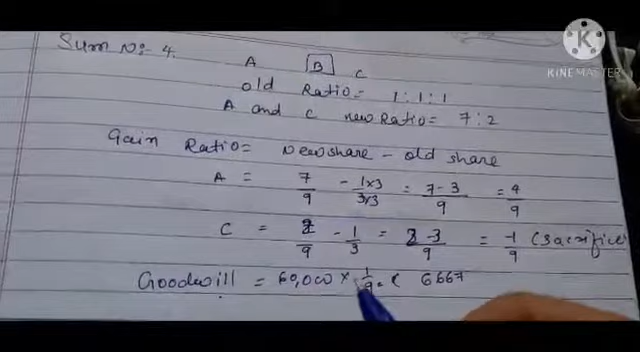 Sum No:- 4.
KINEMASTER
A B C
Old Ratio = 1:1:1
A and C new Ratio = 7:2
Gain Ratio = New share - old share
A = 7/9 - 1x3/3x3 = 7-3/9 = 4/9
C = 2/9 - 1/3 = 2-3/9 = -1/9 (Sacrifice
Goodwill = 60,000 x 1/9 = ( 6667